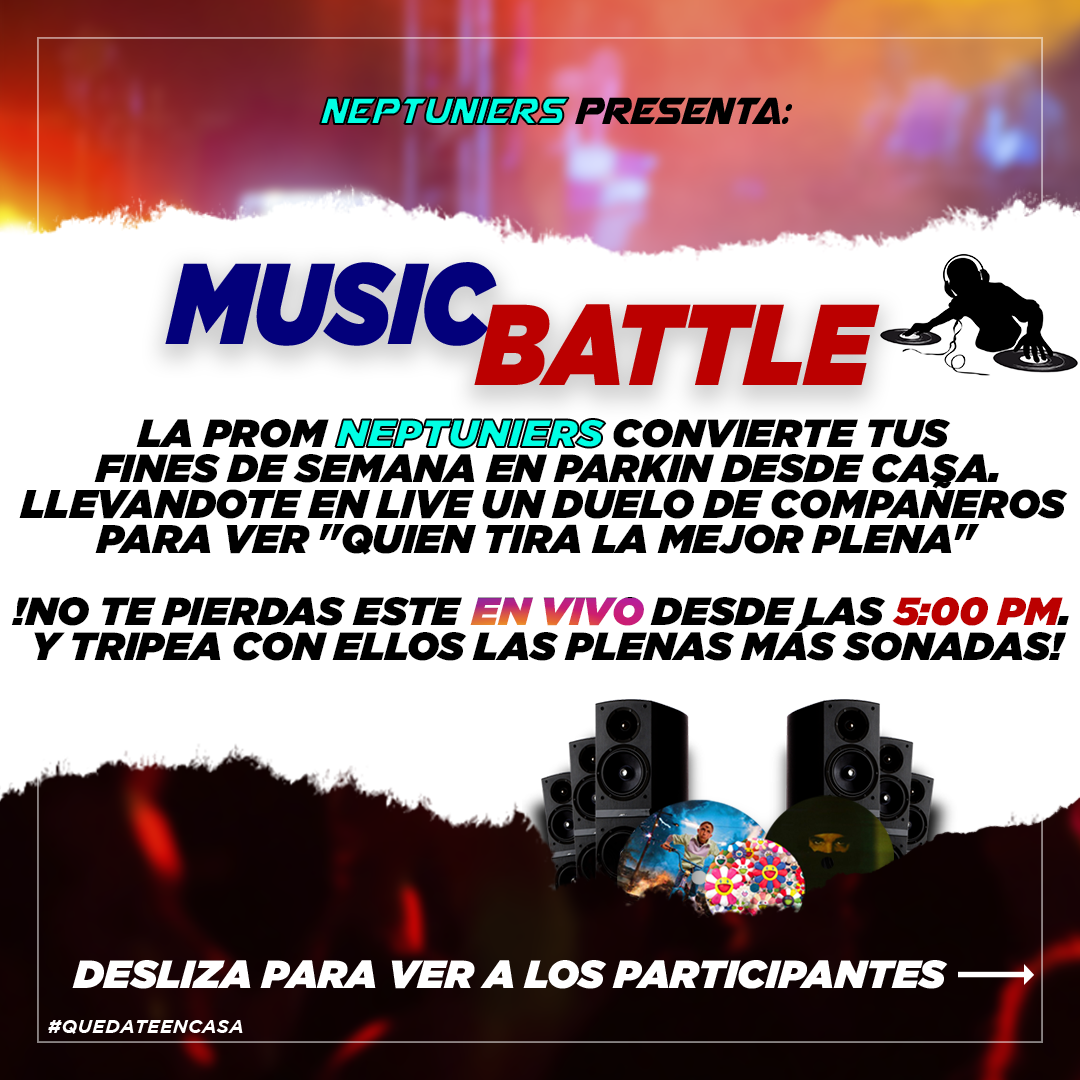 NEPTUNIERS PRESENTA:
MUSIC
BATTLE
LA PROM NEPTUNIERS CONVIERTE TUS
FINES DE SEMANA EN PARKIN DESDE CASA.
LLEVANDOTE EN LIVE UN DUELO DE COMPAÑEROS
PARA VER "QUIEN TIRA LA MEJOR PLENA"
!NO TE PIERDAS ESTE EN VIVO DESDE LAS 5:00 PM.
Y TRIPEA CON ELLOS LAS PLENAS MÁS SONADAS!
DESLIZA PARA VER A LOS PARTICIPANTES
#QUEDATEENCASA